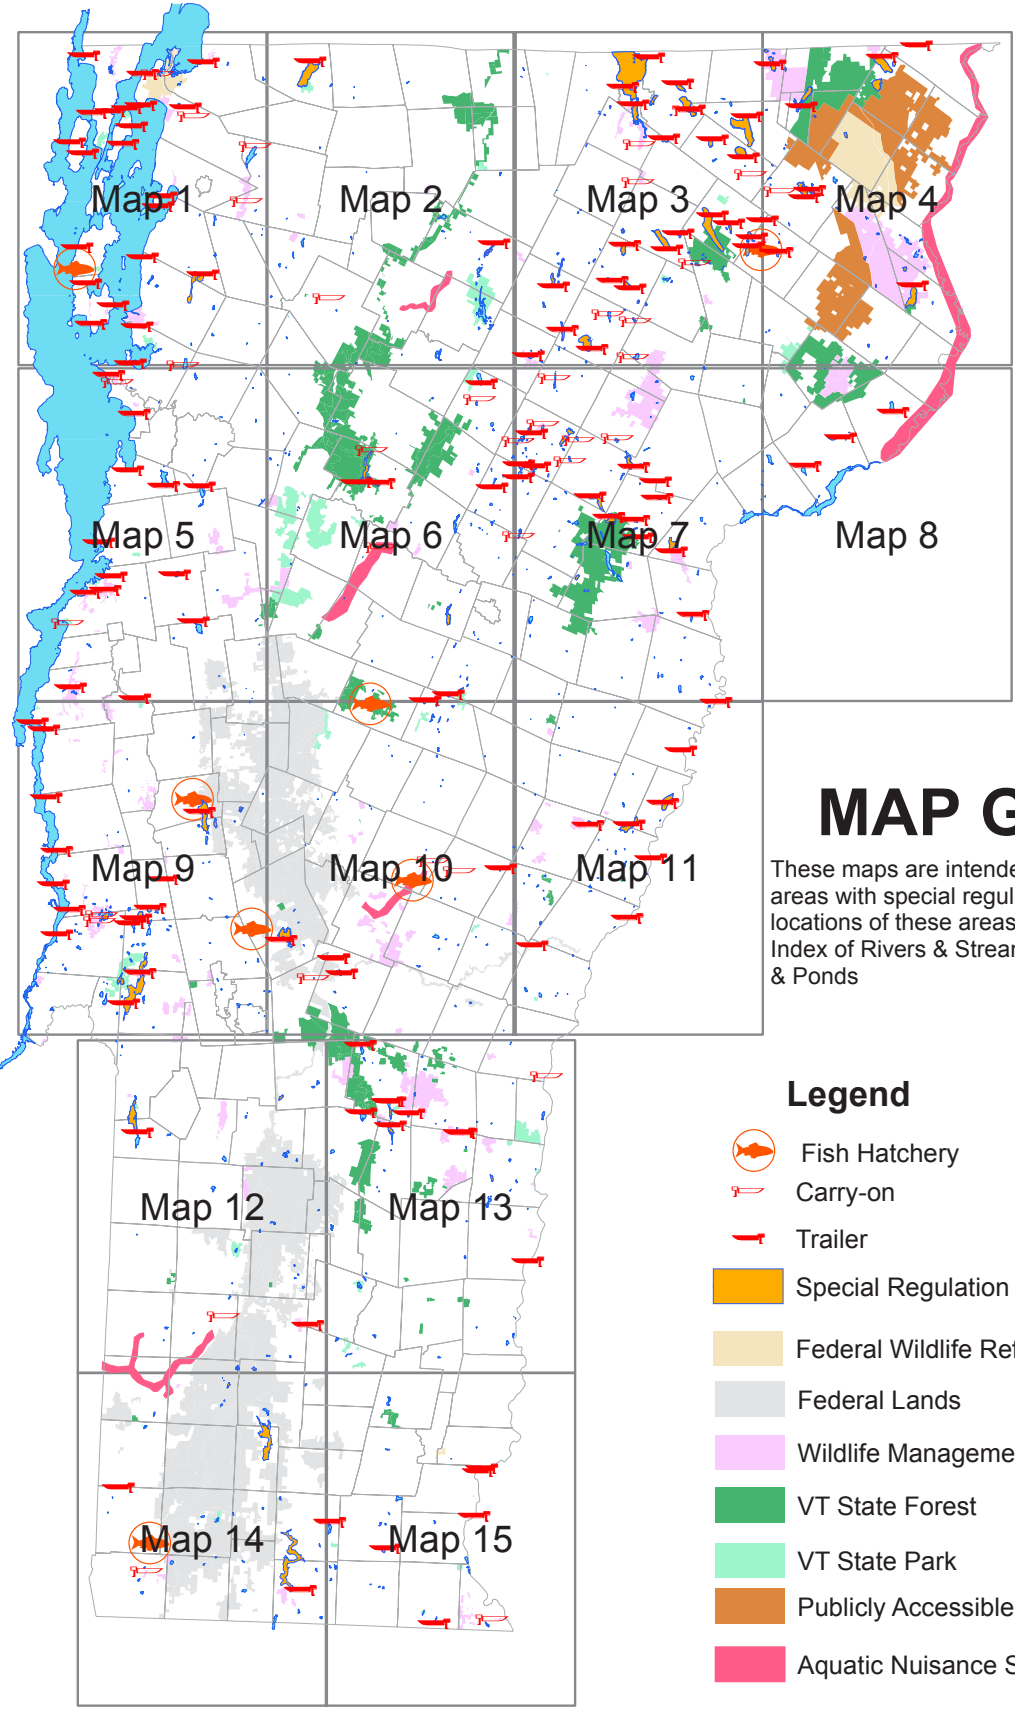 Map 1
Map 2
Map 3
Map 4
Map 5
Map 6
Map 7
Map 8
MAP G
These maps are intende
areas with special regul
locations of these areas
Index of Rivers & Strean
& Ponds
Map 9
Map 10
Map 11
Legend
Fish Hatchery
Carry-on
Trailer
Special Regulation
Federal Wildlife Ref
Federal Lands
Wildlife Manageme
VT State Forest
VT State Park
Publicly Accessible
Aquatic Nuisance S
Map 12
Map 13
Map 14
Map 15